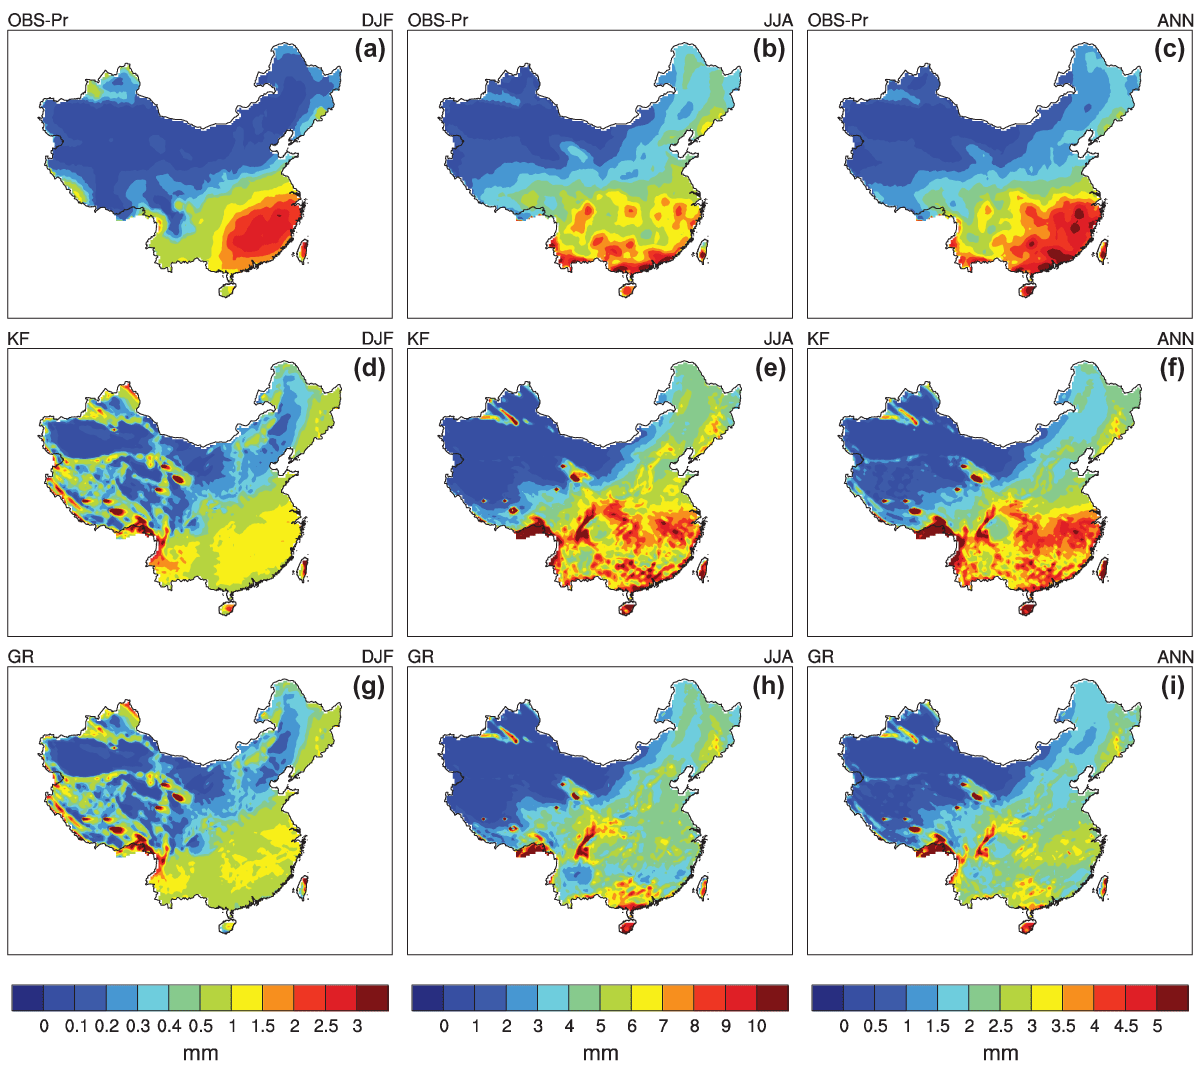 OBS-Pr DJF OBS-Pr JJA OBS-Pr ANN
(a) (b) (c)
KF DJF KF JJA KF ANN
(d) (e) (f)
GR DJF GR JJA GR ANN
(g) (h) (i)
0 0.1 0.2 0.3 0.4 0.5 1 1.5 2 2.5 3 0 1 2 3 4 5 6 7 8 9 10 0 0.5 1 1.5 2 2.5 3 3.5 4 4.5 5
mm mm mm